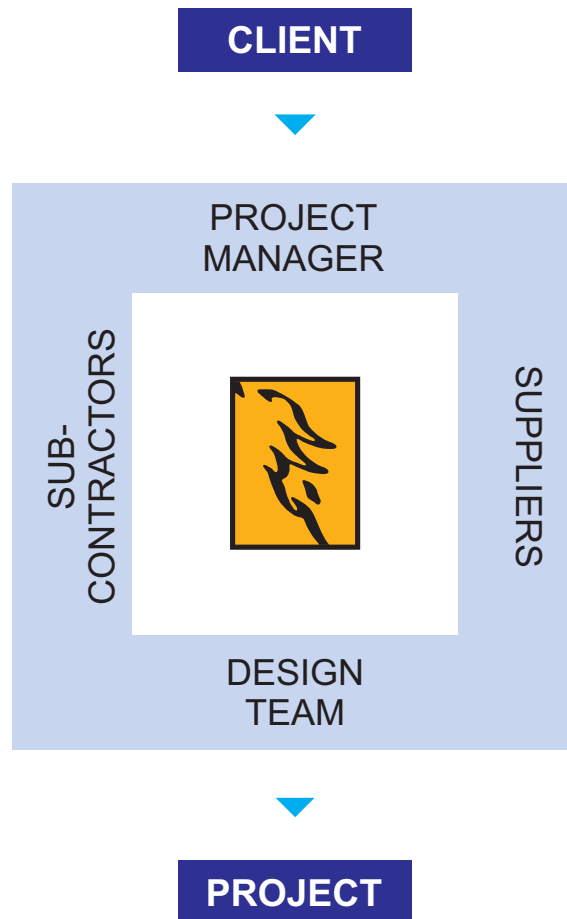 CLIENT
PROJECT
MANAGER
SUB-
CONTRACTORS
SUPPLIERS
DESIGN
TEAM
PROJECT